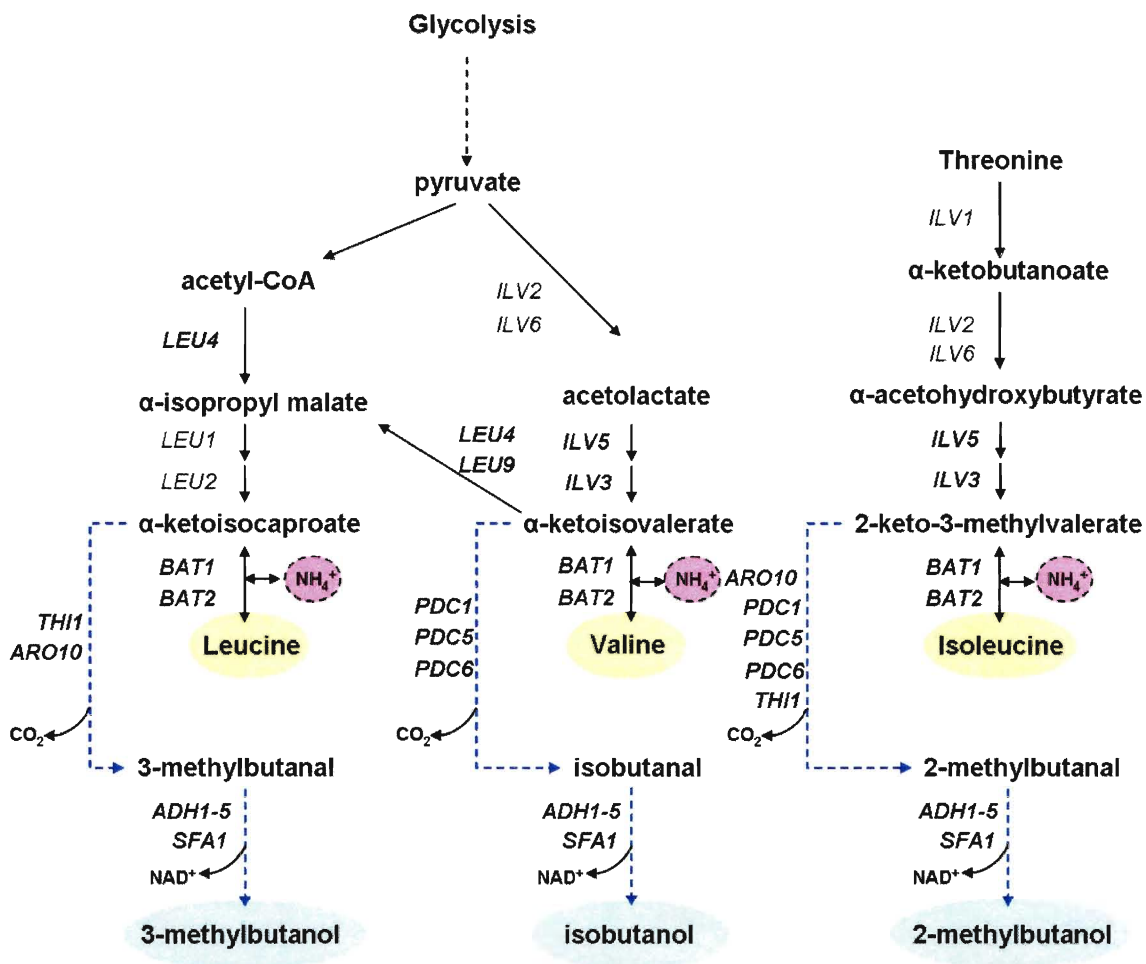 Glycolysis
pyruvate
Threonine
ILV1
α-ketobutanoate
acetyl-CoA
ILV2
ILV6
ILV2
ILV6
LEU4
α-isopropyl malate
acetolactate
α-acetohydroxybutyrate
LEU1
LEU2
LEU4
LEU9
ILV5
ILV3
ILV5
ILV3
α-ketoisocaproate
α-ketoisovalerate
2-keto-3-methylvalerate
BAT1
BAT2
NH₄⁺
BAT1
BAT2
NH₄⁺
BAT1
BAT2
NH₄⁺
Leucine
Valine
Isoleucine
THI1
ARO10
PDC1
PDC5
PDC6
ARO10
PDC1
PDC5
PDC6
THI1
CO₂
CO₂
CO₂
3-methylbutanal
isobutanal
2-methylbutanal
ADH1-5
SFA1
ADH1-5
SFA1
ADH1-5
SFA1
NAD⁺
NAD⁺
NAD⁺
3-methylbutanol
isobutanol
2-methylbutanol